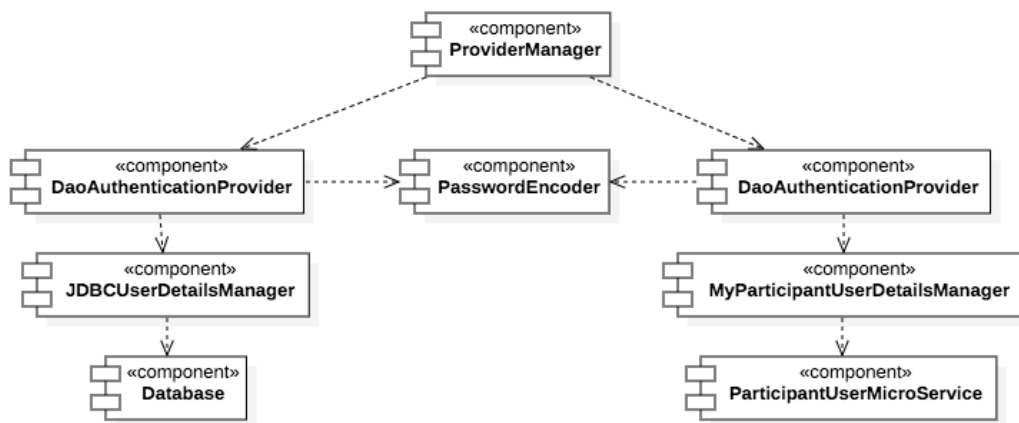 «component»
ProviderManager
«component»
DaoAuthenticationProvider
«component»
PasswordEncoder
«component»
DaoAuthenticationProvider
«component»
JDBCUserDetailsManager
«component»
MyParticipantUserDetailsManager
«component»
Database
«component»
ParticipantUserMicroService